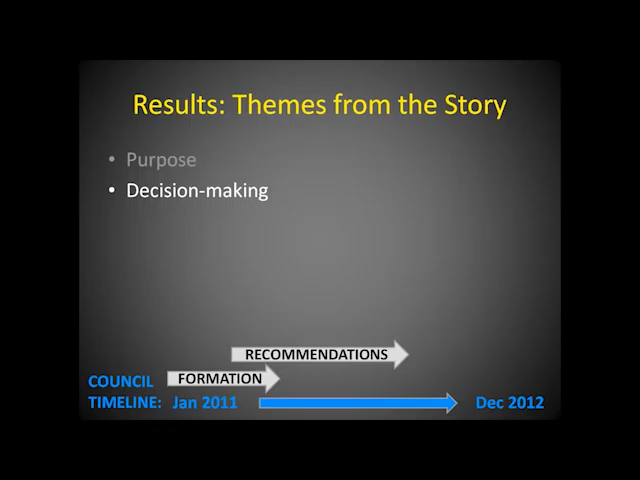 Results: Themes from the Story
• Purpose
• Decision-making
RECOMMENDATIONS
FORMATION
COUNCIL
TIMELINE: Jan 2011 Dec 2012